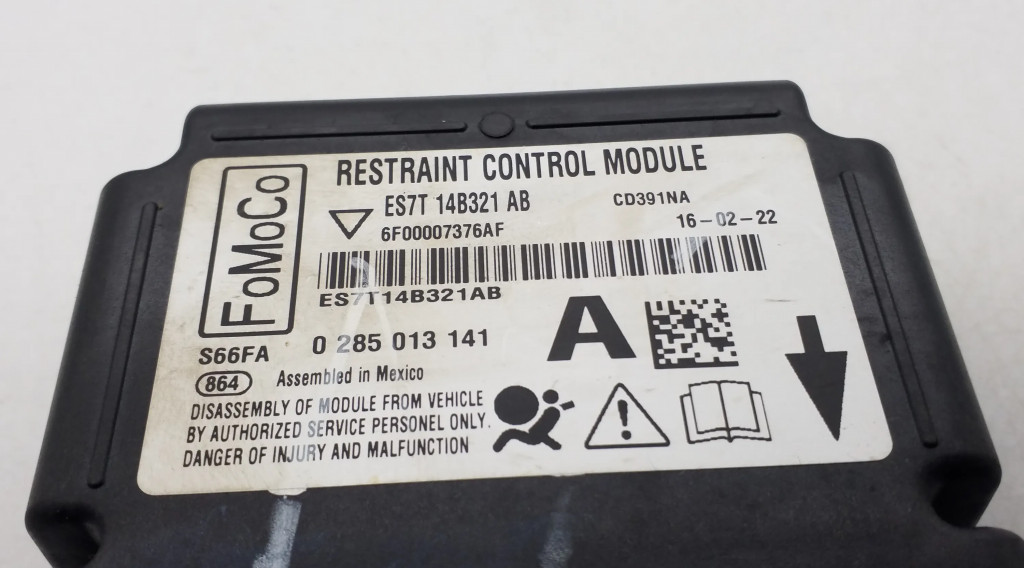 FoMoCo
RESTRAINT CONTROL MODULE
ES7T 14B321 AB
CD391NA
6F00007376AF
16-02-22
ES7T14B321AB
S66FA
0 285 013 141
A
864
Assembled in Mexico
DISASSEMBLY OF MODULE FROM VEHICLE
BY AUTHORIZED SERVICE PERSONEL ONLY.
DANGER OF INJURY AND MALFUNCTION